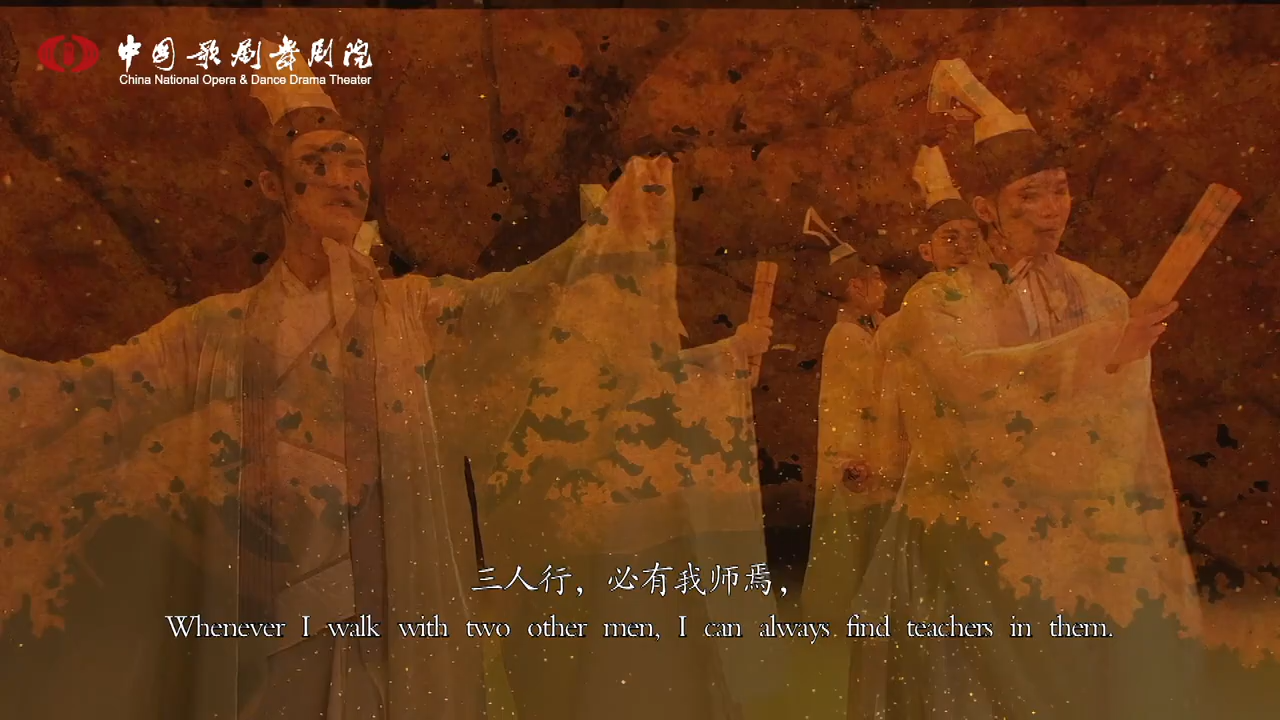 中国歌剧舞剧院
China National Opera & Dance Drama Theater
三人行，必有我师焉，
Whenever I walk with two other men, I can always find teachers in them.